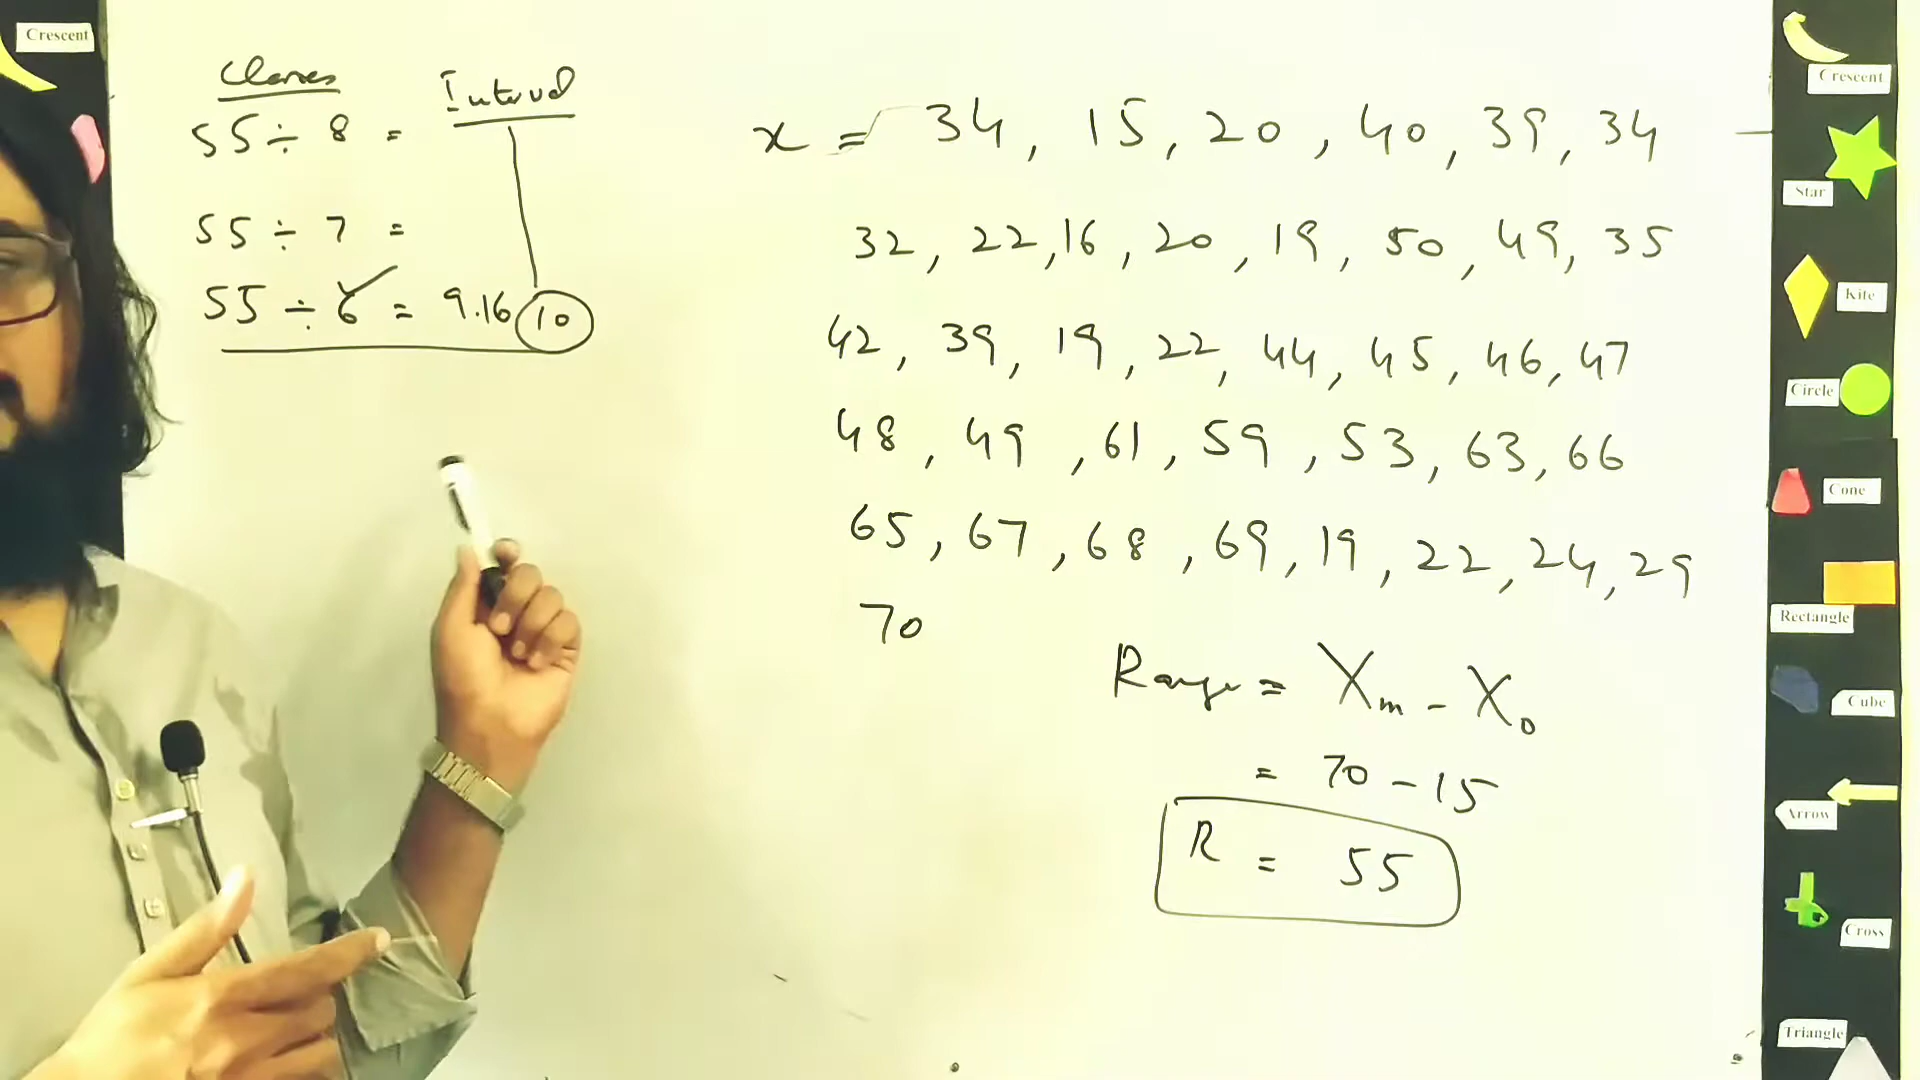 Crescent
Classes
Interval
55 ÷ 8 =
55 ÷ 7 =
55 ÷ 6 = 9.16 10
x = 34, 15, 20, 40, 39, 34
32, 22, 16, 20, 19, 50, 49, 35
42, 39, 19, 22, 44, 45, 46, 47
48, 49, 61, 59, 53, 63, 66
65, 67, 68, 69, 19, 22, 24, 29
70
Range = Xm - X0
= 70 - 15
R = 55
Crescent
Star
Kite
Circle
Cone
Rectangle
Cube
Arrow
Cross
Triangle